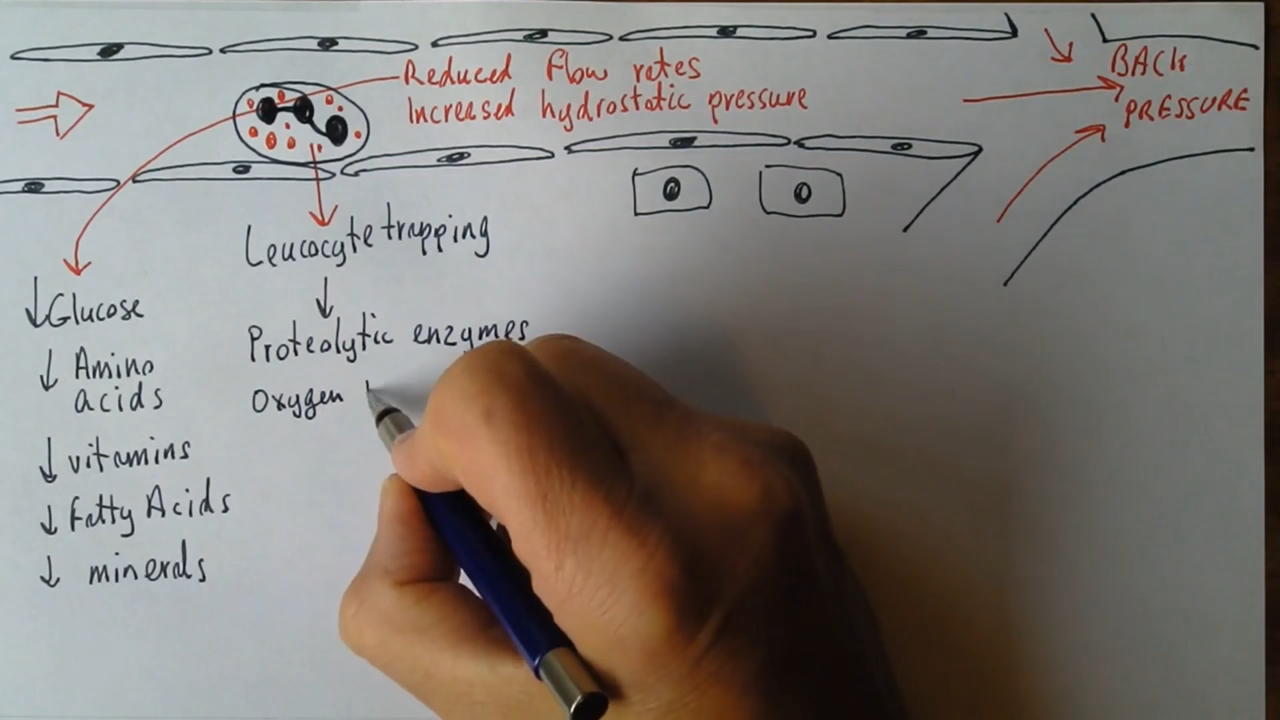 Reduced flow rates
Increased hydrostatic pressure
BACK
PRESSURE
Leucocyte trapping
Proteolytic enzymes
Oxygen
↓ Glucose
↓ Amino
acids
↓ vitamins
↓ Fatty Acids
↓ minerals